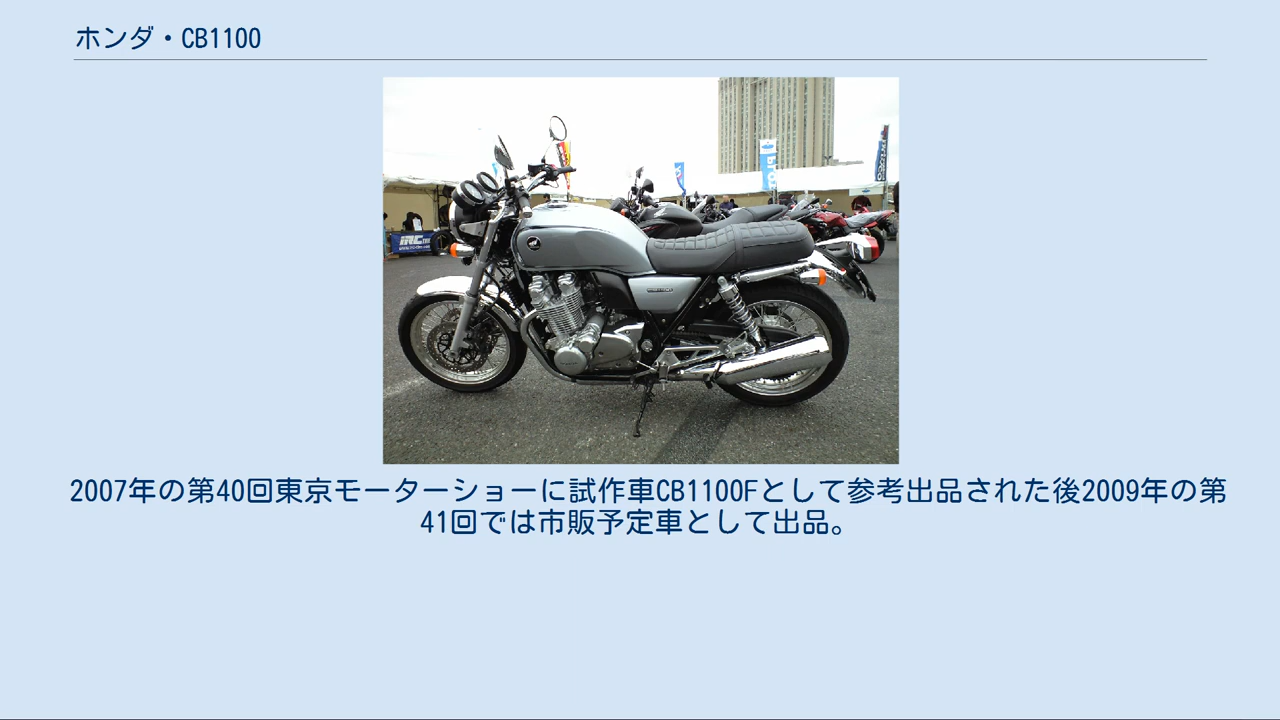 ホンダ・CB1100
iRC
2007年の第40回東京モーターショーに試作車CB1100Fとして参考出品された後2009年の第
41回では市販予定車として出品。